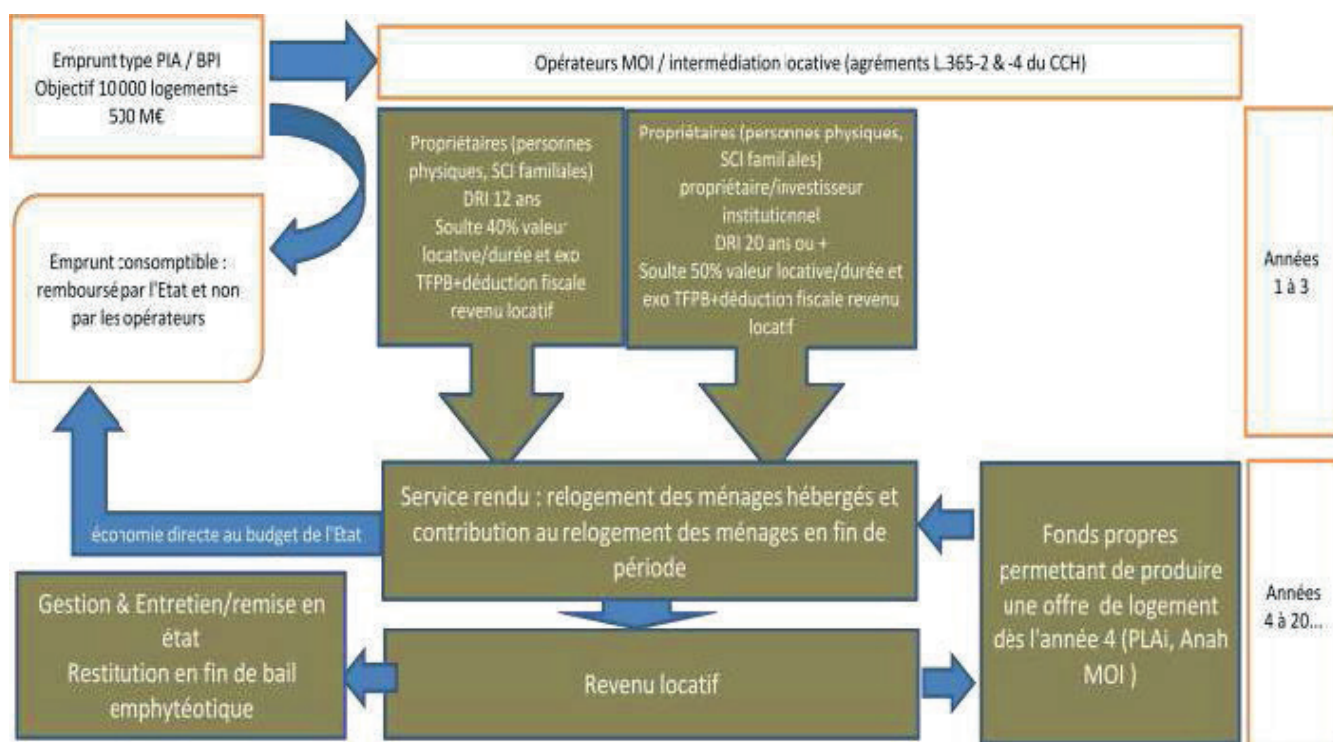 Emprunt type PIA / BPI
Objectif 10 000 logements=
500 M€
Opérateurs MOI / intermédiation locative (agréments L.365-2 & -4 du CCH)
Propriétaires (personnes
physiques, SCI familiales)
DRI 12 ans
Soulte 40% valeur
locative/durée et exo
TFPB+déduction fiscale
revenu locatif
Propriétaires (personnes physiques,
SCI familiales)
propriétaire/investisseur
institutionnel
DRI 20 ans ou +
Soulte 50% valeur locative/durée et
exo TFPB+déduction fiscale revenu
locatif
Années
1 à 3
Emprunt consomptible :
remboursé par l'Etat et non
par les opérateurs
économie directe au budget de l'Etat
Service rendu : relogement des ménages hébergés et
contribution au relogement des ménages en fin de
période
Fonds propres
permettant de produire
une offre de logement
dès l'année 4 (PLAi, Anah
MOI )
Années
4 à 20...
Gestion & Entretien/remise en
état
Restitution en fin de bail
emphytéotique
Revenu locatif